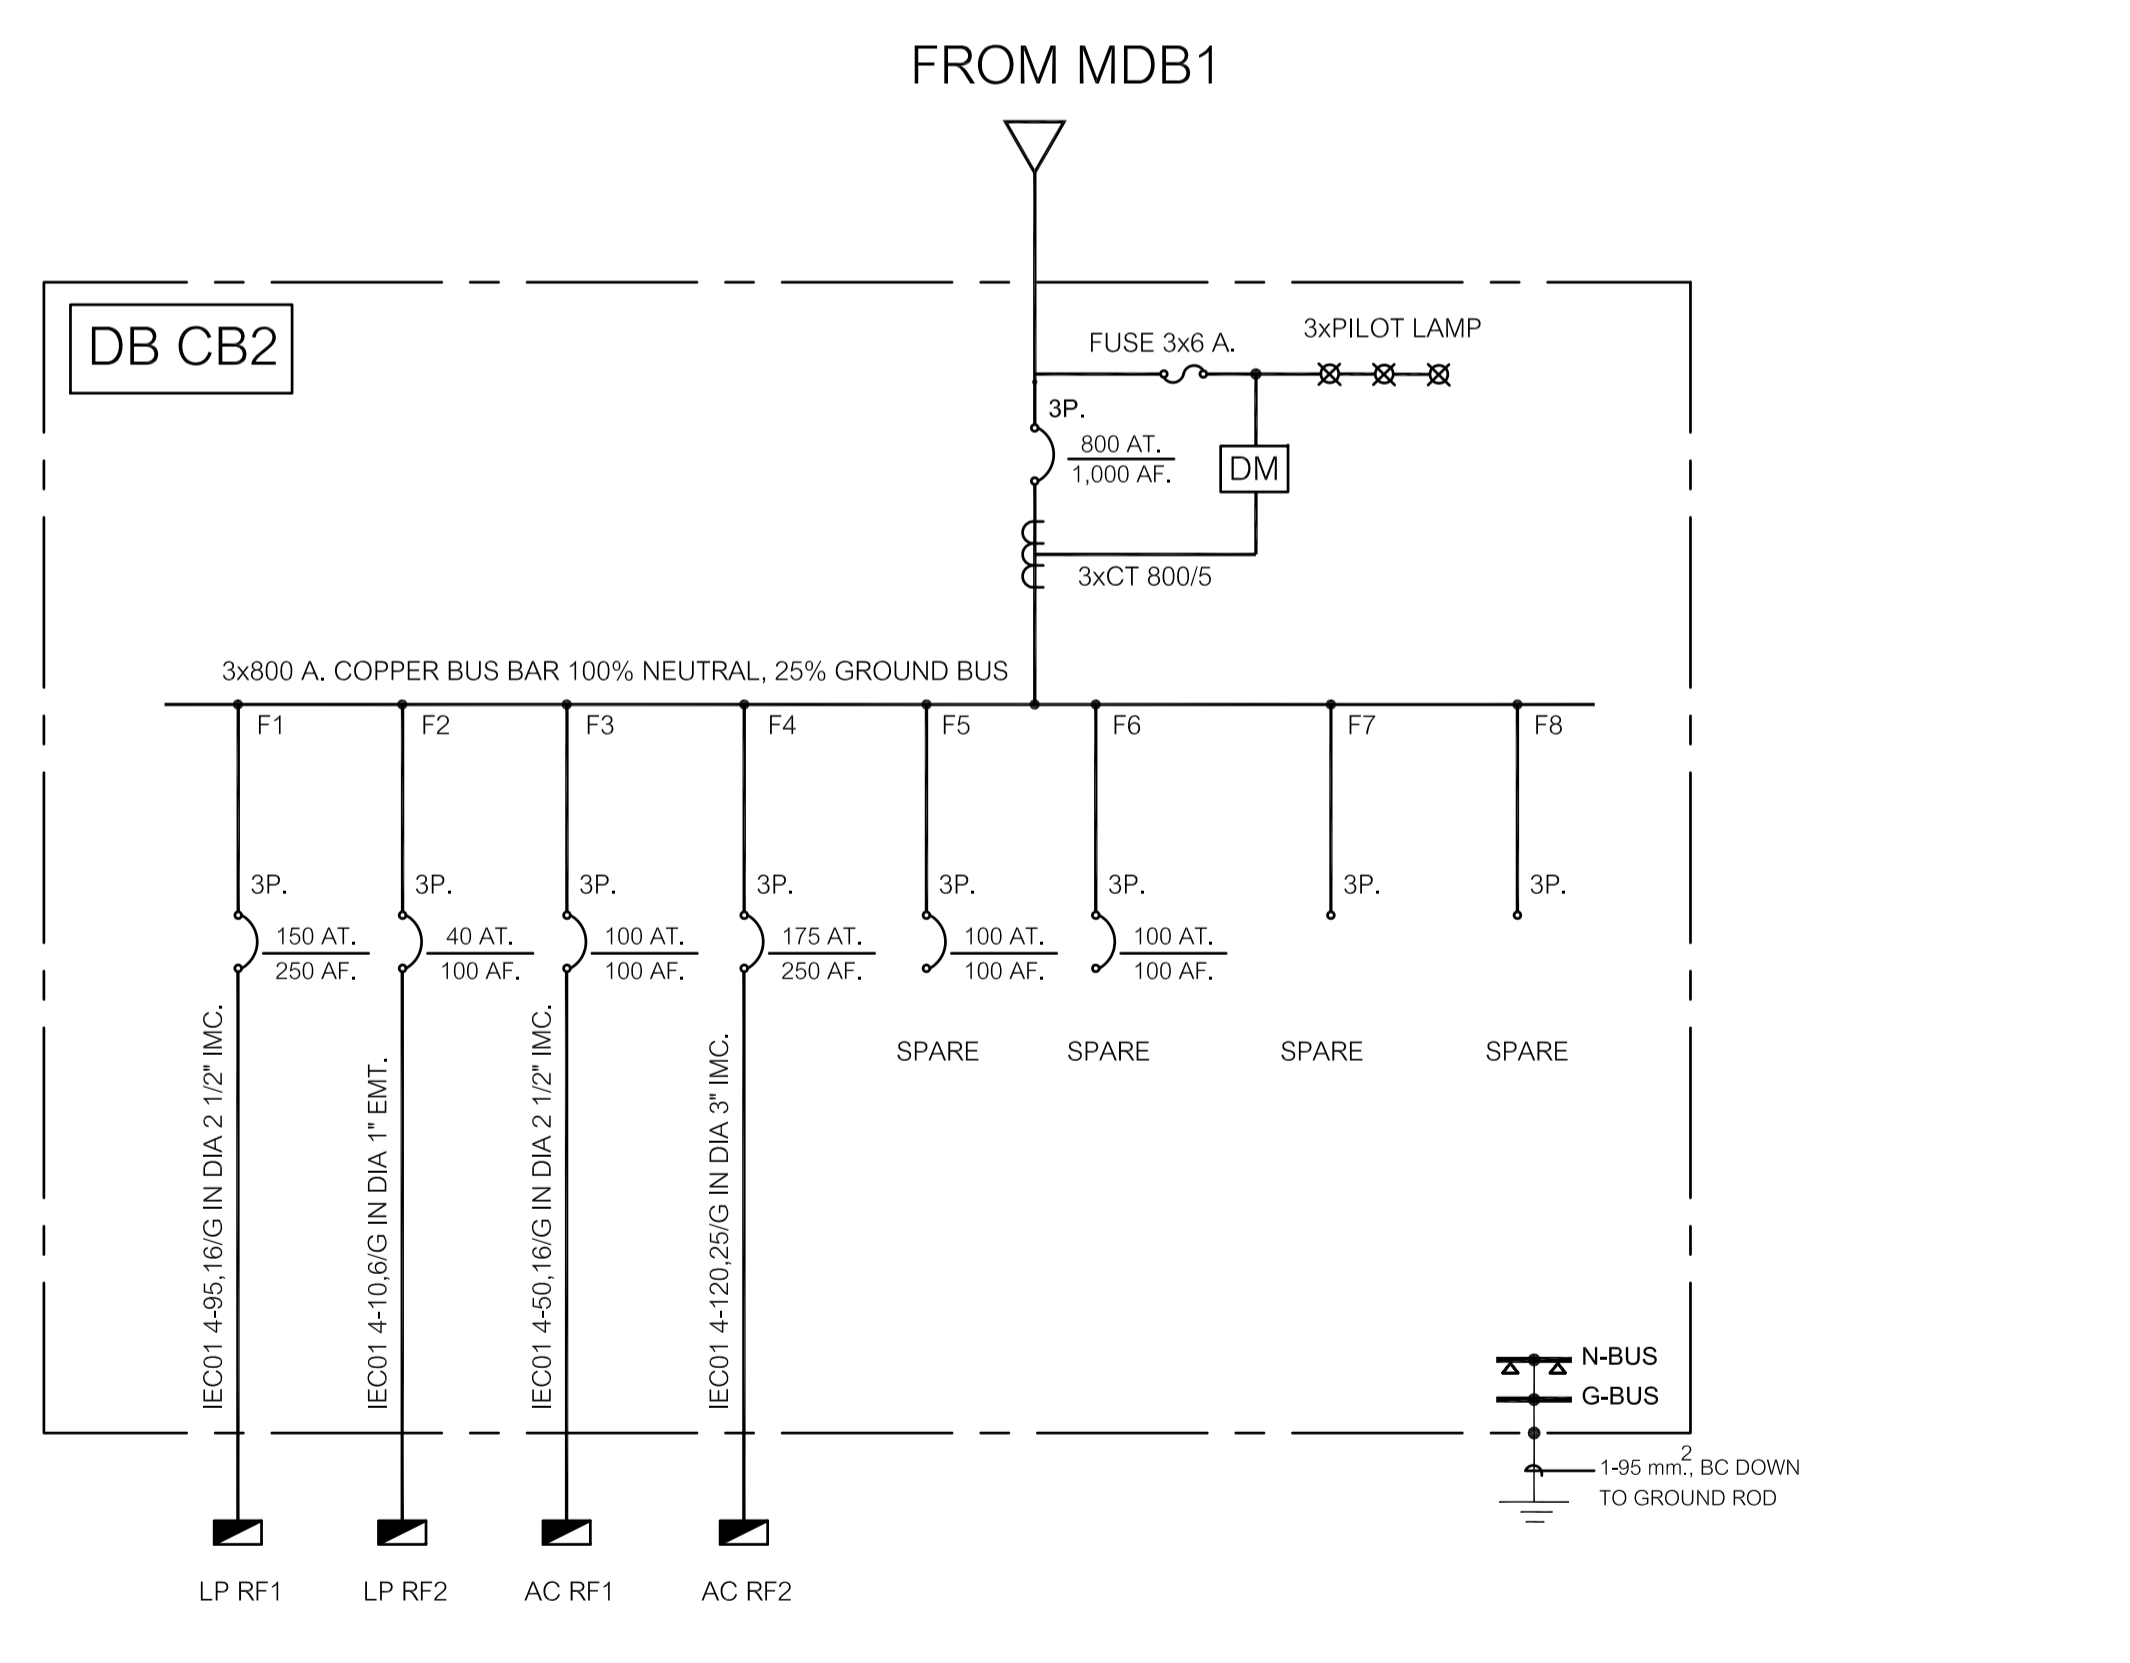 FROM MDB1
DB CB2
FUSE 3x6 A.
3xPILOT LAMP
3P.
800 AT.
1,000 AF.
DM
3xCT 800/5
3x800 A. COPPER BUS BAR 100% NEUTRAL, 25% GROUND BUS
F1
F2
F3
F4
F5
F6
F7
F8
3P.
3P.
3P.
3P.
3P.
3P.
3P.
3P.
150 AT.
250 AF.
40 AT.
100 AF.
100 AT.
100 AF.
175 AT.
250 AF.
100 AT.
100 AF.
100 AT.
100 AF.
SPARE
SPARE
SPARE
SPARE
IEC01 4-95,16/G IN DIA 2 1/2" IMC.
IEC01 4-10,6/G IN DIA 1" EMT.
IEC01 4-50,16/G IN DIA 2 1/2" IMC.
IEC01 4-120,25/G IN DIA 3" IMC.
N-BUS
G-BUS
1-95 mm.², BC DOWN
TO GROUND ROD
LP RF1
LP RF2
AC RF1
AC RF2